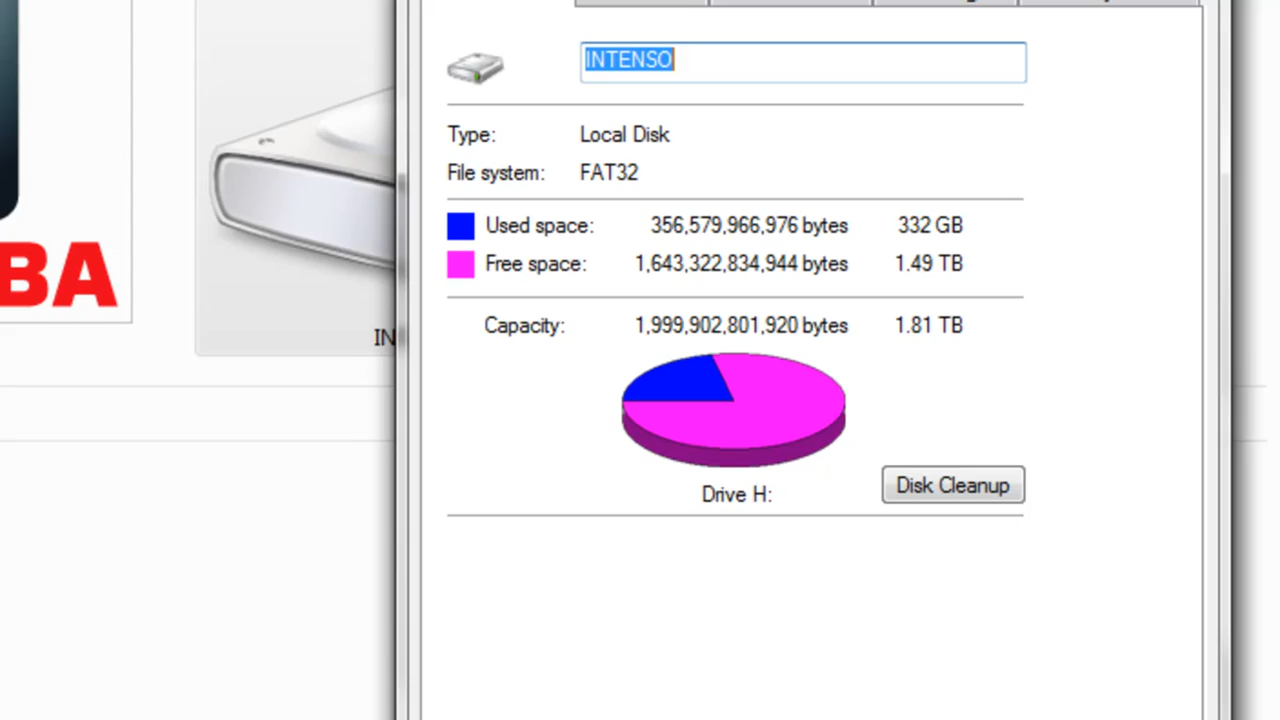 INTENSO
Type: Local Disk
File system: FAT32
Used space: 356,579,966,976 bytes 332 GB
Free space: 1,643,322,834,944 bytes 1.49 TB
BA
IN
Capacity: 1,999,902,801,920 bytes 1.81 TB
Drive H:
Disk Cleanup